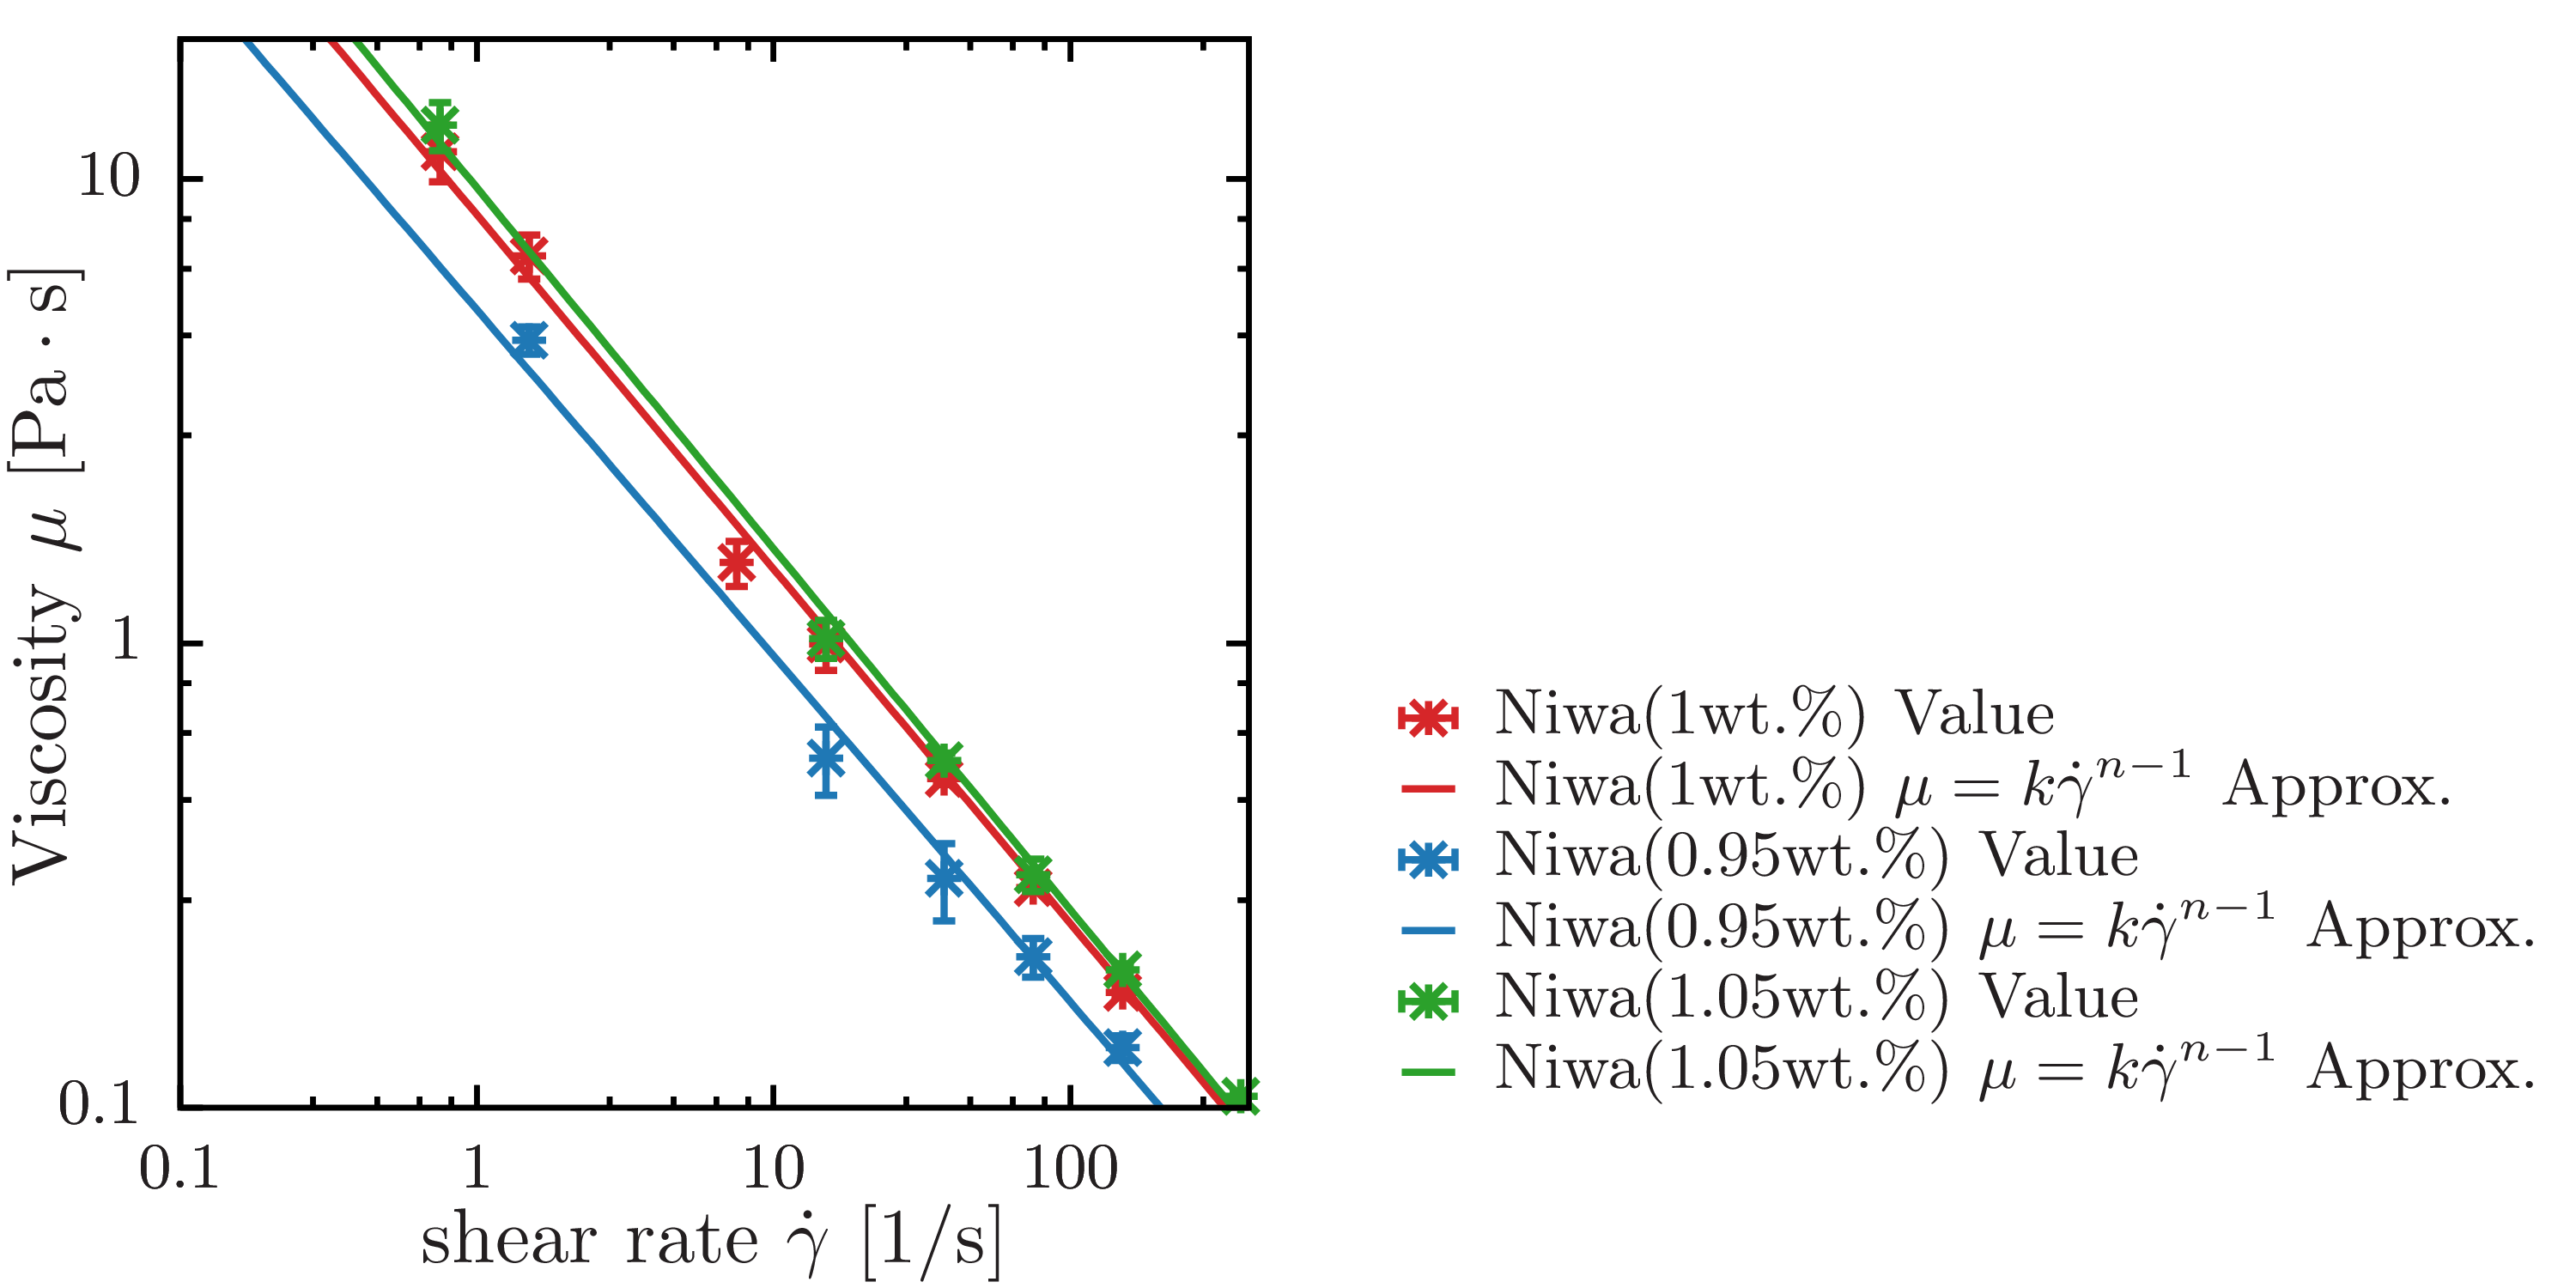 Viscosity μ [Pa · s]
10
1
0.1
0.1 1 10 100
shear rate γ̇ [1/s]
Niwa(1wt.%) Value
Niwa(1wt.%) μ = kγ̇ⁿ⁻¹ Approx.
Niwa(0.95wt.%) Value
Niwa(0.95wt.%) μ = kγ̇ⁿ⁻¹ Approx.
Niwa(1.05wt.%) Value
Niwa(1.05wt.%) μ = kγ̇ⁿ⁻¹ Approx.